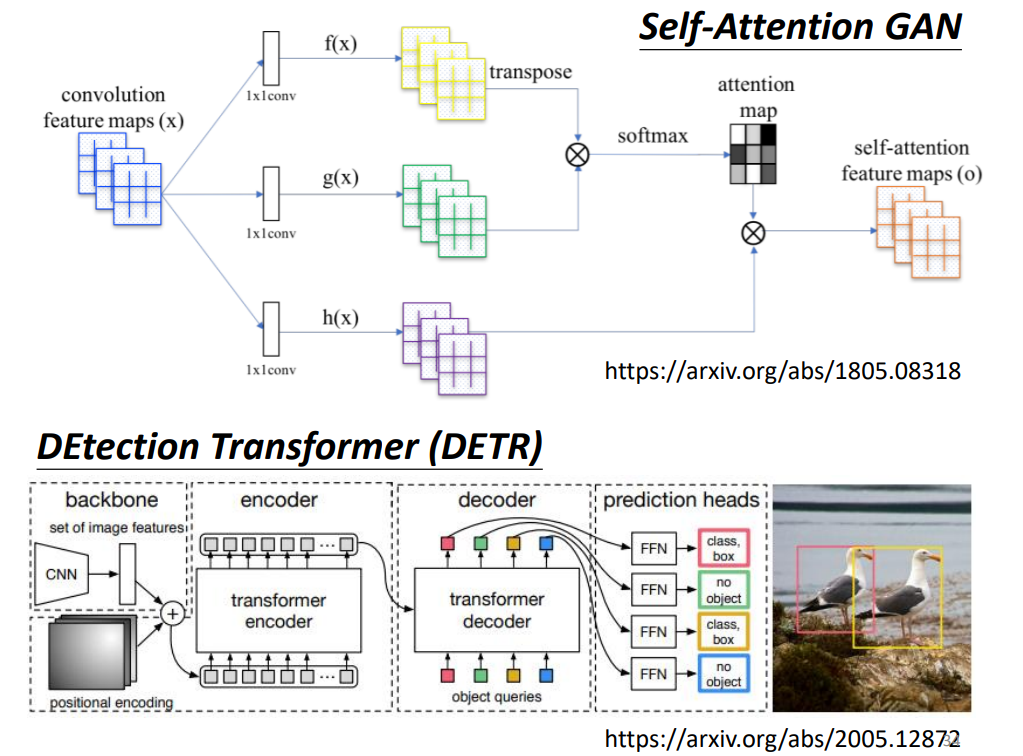 Self-Attention GAN
convolution
feature maps (x)
f(x)
1x1conv
transpose
g(x)
1x1conv
h(x)
1x1conv
softmax
attention
map
self-attention
feature maps (o)
https://arxiv.org/abs/1805.08318
DEtection Transformer (DETR)
backbone
set of image features
CNN
+
positional encoding
encoder
...
transformer
encoder
...
decoder
transformer
decoder
object queries
prediction heads
FFN
class,
box
FFN
no
object
FFN
class,
box
FFN
no
object
https://arxiv.org/abs/2005.12872